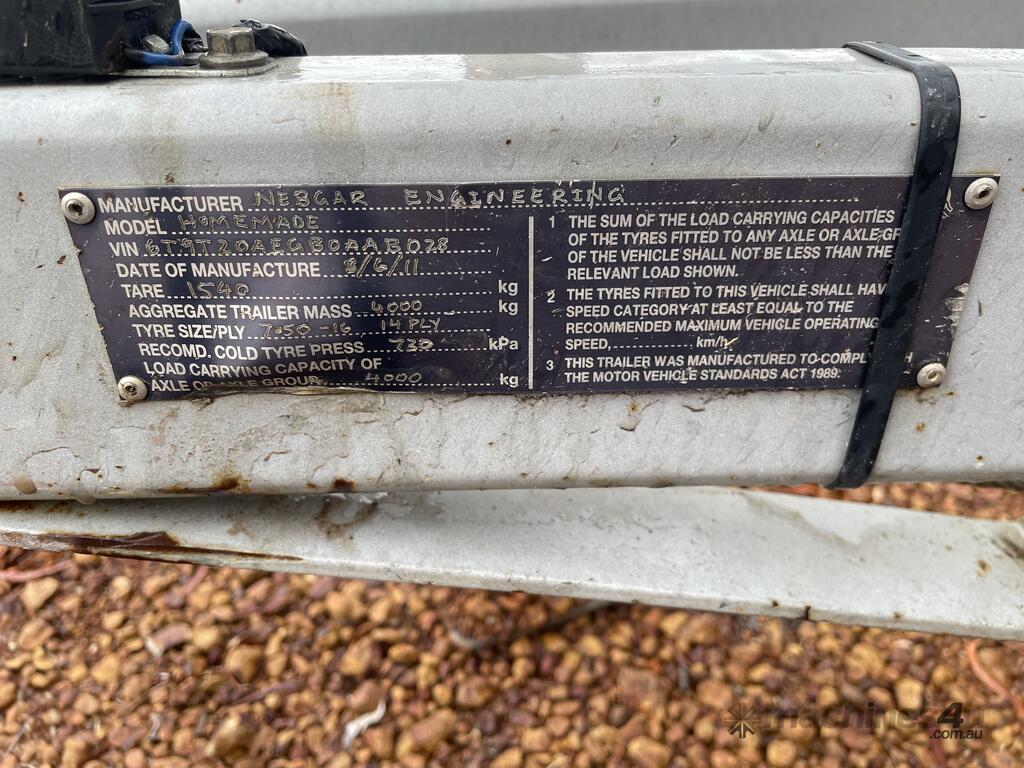 MANUFACTURER NEBGAR ENGINEERING
MODEL HOMEMADE
VIN 6T9T20AEGB0AAB028
DATE OF MANUFACTURE 8/6/11
TARE 1540 kg
AGGREGATE TRAILER MASS 4000 kg
TYRE SIZE/PLY 7.50-16 14 PLY
RECOMD. COLD TYRE PRESS 730 kPa
LOAD CARRYING CAPACITY OF
AXLE OR AXLE GROUP 4000 kg
1 THE SUM OF THE LOAD CARRYING CAPACITIES
OF THE TYRES FITTED TO ANY AXLE OR AXLE GR
OF THE VEHICLE SHALL NOT BE LESS THAN THE
RELEVANT LOAD SHOWN.
2 THE TYRES FITTED TO THIS VEHICLE SHALL HAV
SPEED CATEGORY AT LEAST EQUAL TO THE
RECOMMENDED MAXIMUM VEHICLE OPERATING
SPEED, km/h
3 THIS TRAILER WAS MANUFACTURED TO COMPLY H
THE MOTOR VEHICLE STANDARDS ACT 1989.
machines4u
.com.au